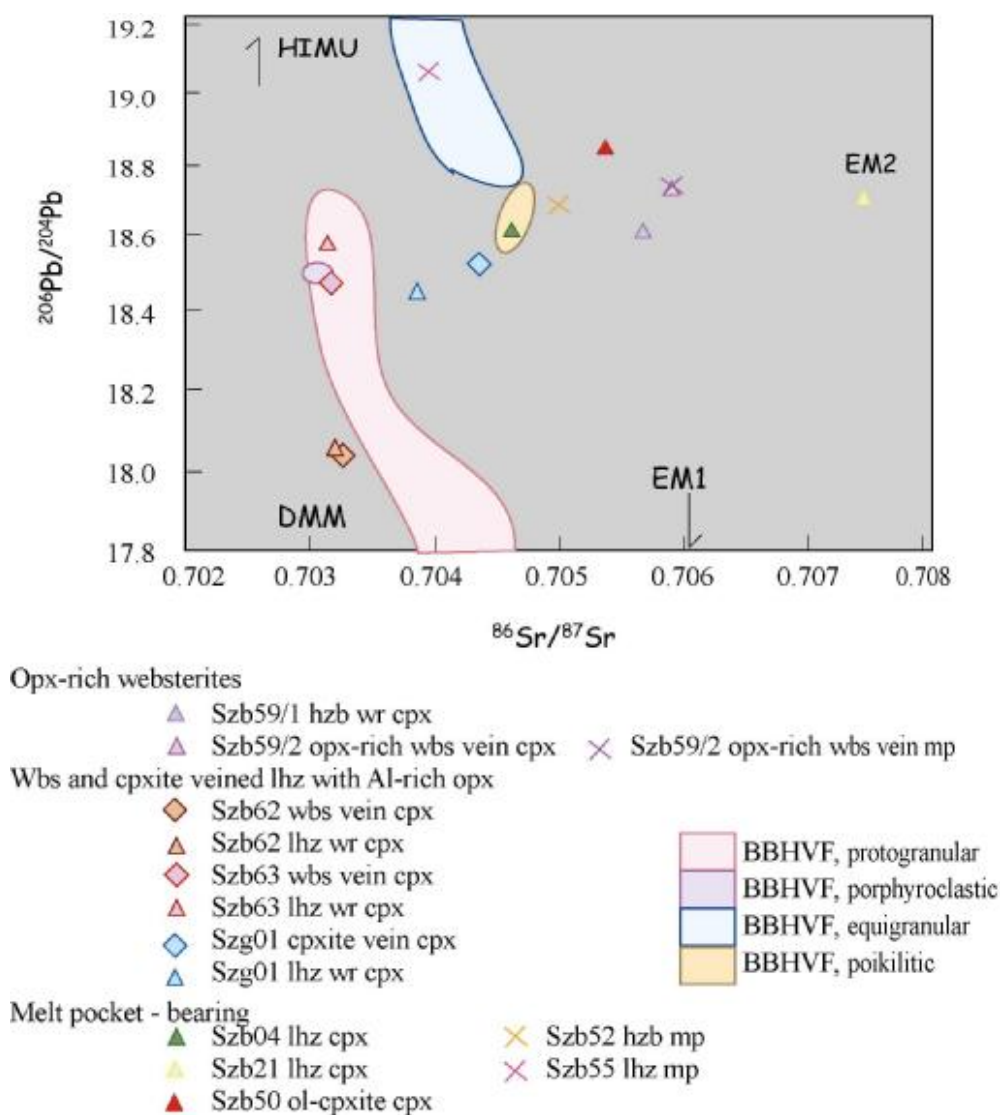 19.2
HIMU
19.0
18.8
EM2
²⁰⁶Pb/²⁰⁴Pb
18.6
18.4
18.2
18.0
EM1
DMM
17.8
0.702 0.703 0.704 0.705 0.706 0.707 0.708
⁸⁶Sr/⁸⁷Sr
Opx-rich websterites
Szb59/1 hzb wr cpx
Szb59/2 opx-rich wbs vein cpx Szb59/2 opx-rich wbs vein mp
Wbs and cpxite veined lhz with Al-rich opx
Szb62 wbs vein cpx
Szb62 lhz wr cpx
Szb63 wbs vein cpx
Szb63 lhz wr cpx
Szg01 cpxite vein cpx
Szg01 lhz wr cpx
BBHVF, protogranular
BBHVF, porphyroclastic
BBHVF, equigranular
BBHVF, poikilitic
Melt pocket - bearing
Szb04 lhz cpx Szb52 hzb mp
Szb21 lhz cpx Szb55 lhz mp
Szb50 ol-cpxite cpx